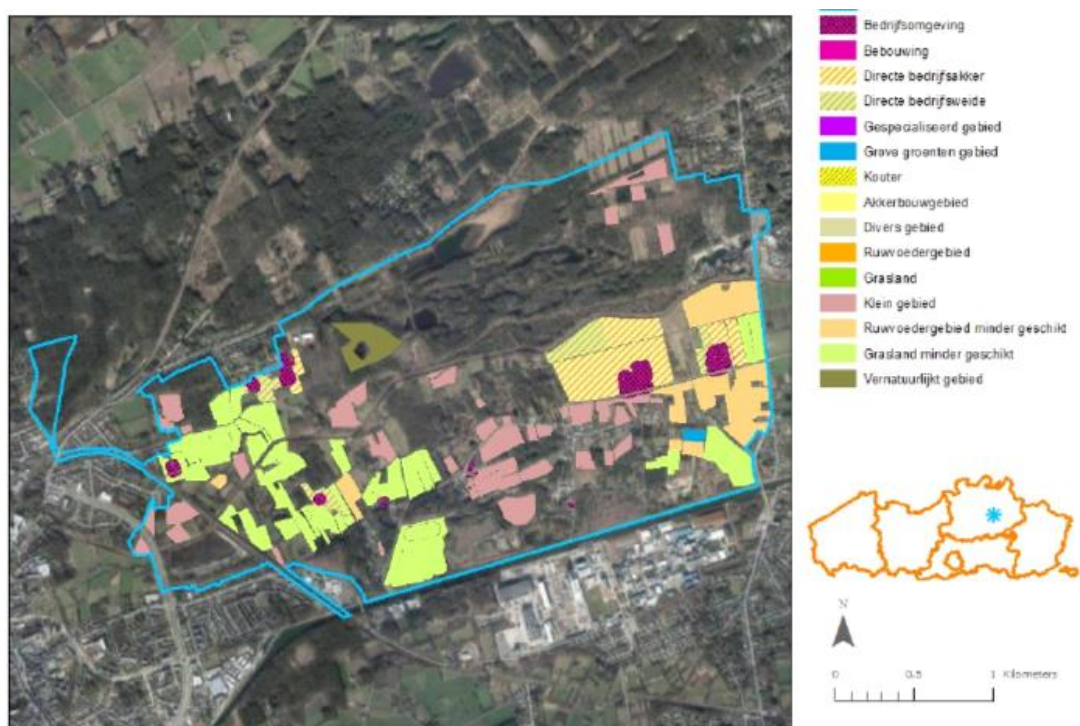 Bedrijfsomgeving
Bebouwing
Directe bedrijfsakker
Directe bedrijfsweide
Gespecialiseerd gebied
Grove groenten gebied
Kouter
Akkerbouwgebied
Divers gebied
Ruwvoedergebied
Grasland
Klein gebied
Ruwvoedergebied minder geschikt
Grasland minder geschikt
Vernatuurlijkt gebied
N
0 0.5 1 Kilometers